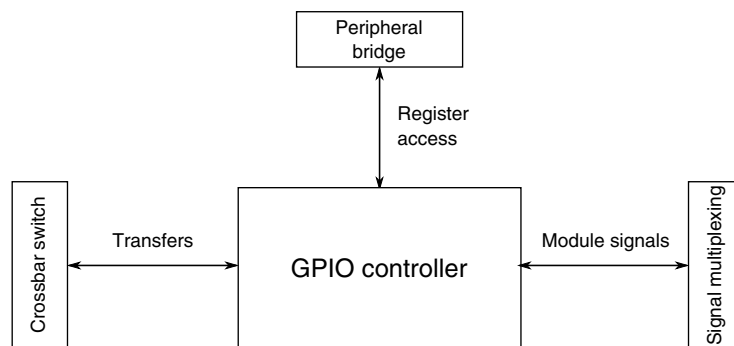 Peripheral
bridge
Register
access
Crossbar switch
Transfers
GPIO controller
Module signals
Signal multiplexing